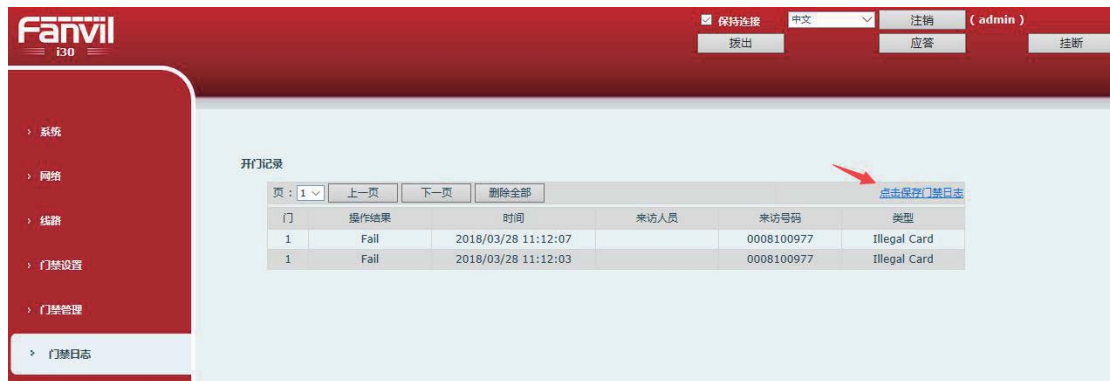 Fanvil
i30
保持连接 中文 注销 ( admin )
拨出 应答 挂断
系统
网络
线路
门禁设置
门禁管理
门禁日志
开门记录
页：1 上一页 下一页 删除全部 点击保存门禁日志
门 操作结果 时间 来访人员 来访号码 类型
1 Fail 2018/03/28 11:12:07 0008100977 Illegal Card
1 Fail 2018/03/28 11:12:03 0008100977 Illegal Card